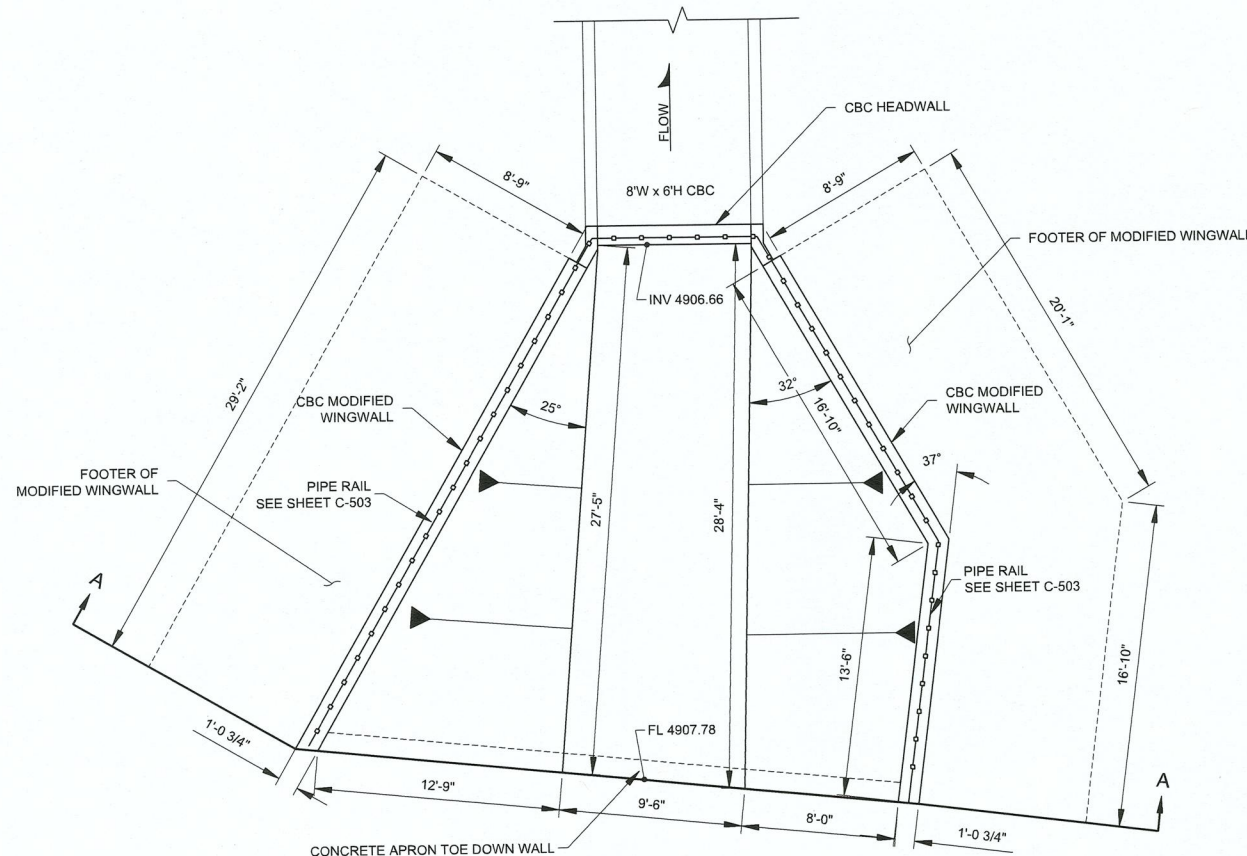 FLOW
CBC HEADWALL
8'-9"
8'W x 6'H CBC
8'-9"
FOOTER OF MODIFIED WINGWALL
INV 4906.66
20'-1"
29'-2"
32°
CBC MODIFIED
WINGWALL
25°
16'-10"
CBC MODIFIED
WINGWALL
37°
FOOTER OF
MODIFIED WINGWALL
PIPE RAIL
SEE SHEET C-503
27'-5"
28'-4"
A
PIPE RAIL
SEE SHEET C-503
13'-6"
16'-10"
1'-0 3/4"
FL 4907.78
A
12'-9"
9'-6"
8'-0"
1'-0 3/4"
CONCRETE APRON TOE DOWN WALL